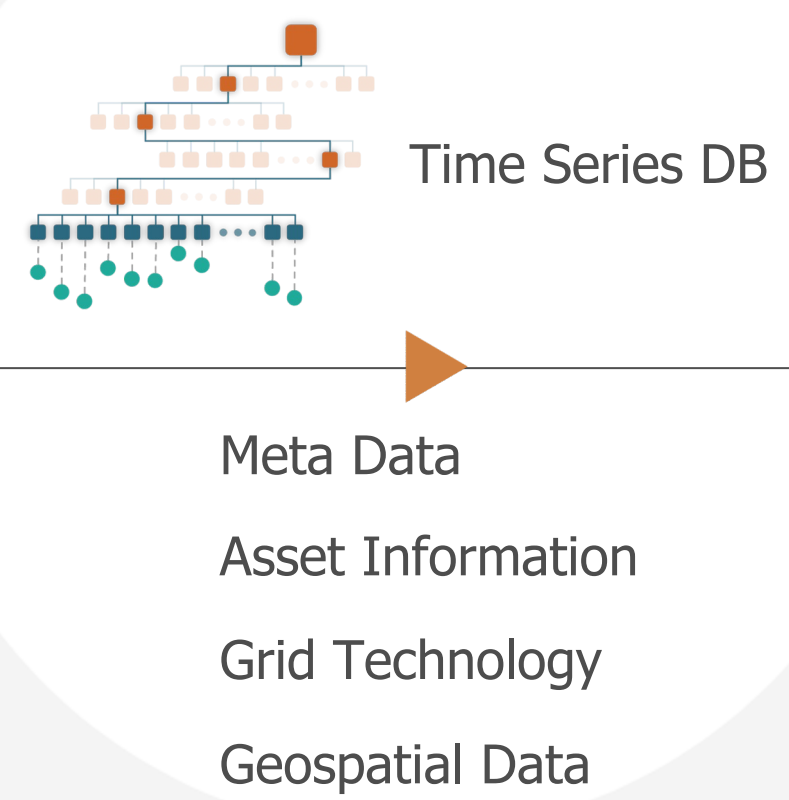 Time Series DB
Meta Data
Asset Information
Grid Technology
Geospatial Data